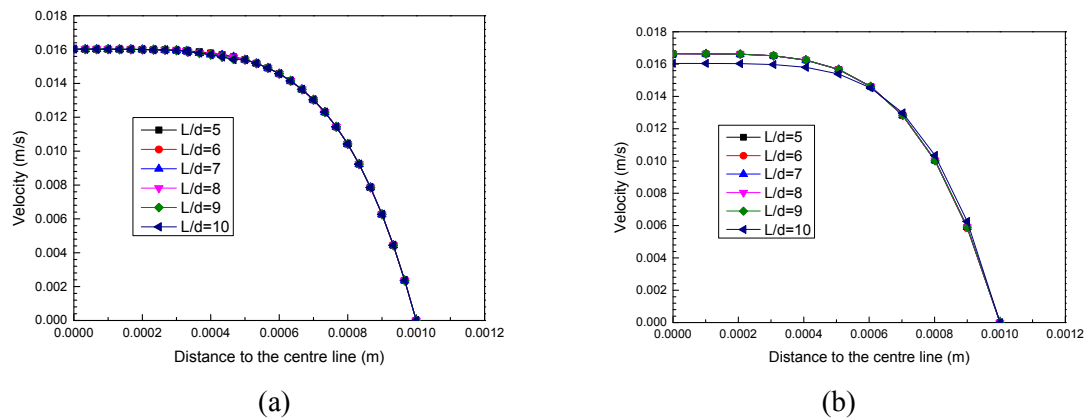 0.018
0.016
0.014
0.012
0.010
0.008
0.006
0.004
0.002
0.000
Velocity (m/s)
L/d=5
L/d=6
L/d=7
L/d=8
L/d=9
L/d=10
0.0000 0.0002 0.0004 0.0006 0.0008 0.0010 0.0012
Distance to the centre line (m)
(a)
0.018
0.016
0.014
0.012
0.010
0.008
0.006
0.004
0.002
0.000
Velocity (m/s)
L/d=5
L/d=6
L/d=7
L/d=8
L/d=9
L/d=10
0.0000 0.0002 0.0004 0.0006 0.0008 0.0010 0.0012
Distance to the centre line (m)
(b)